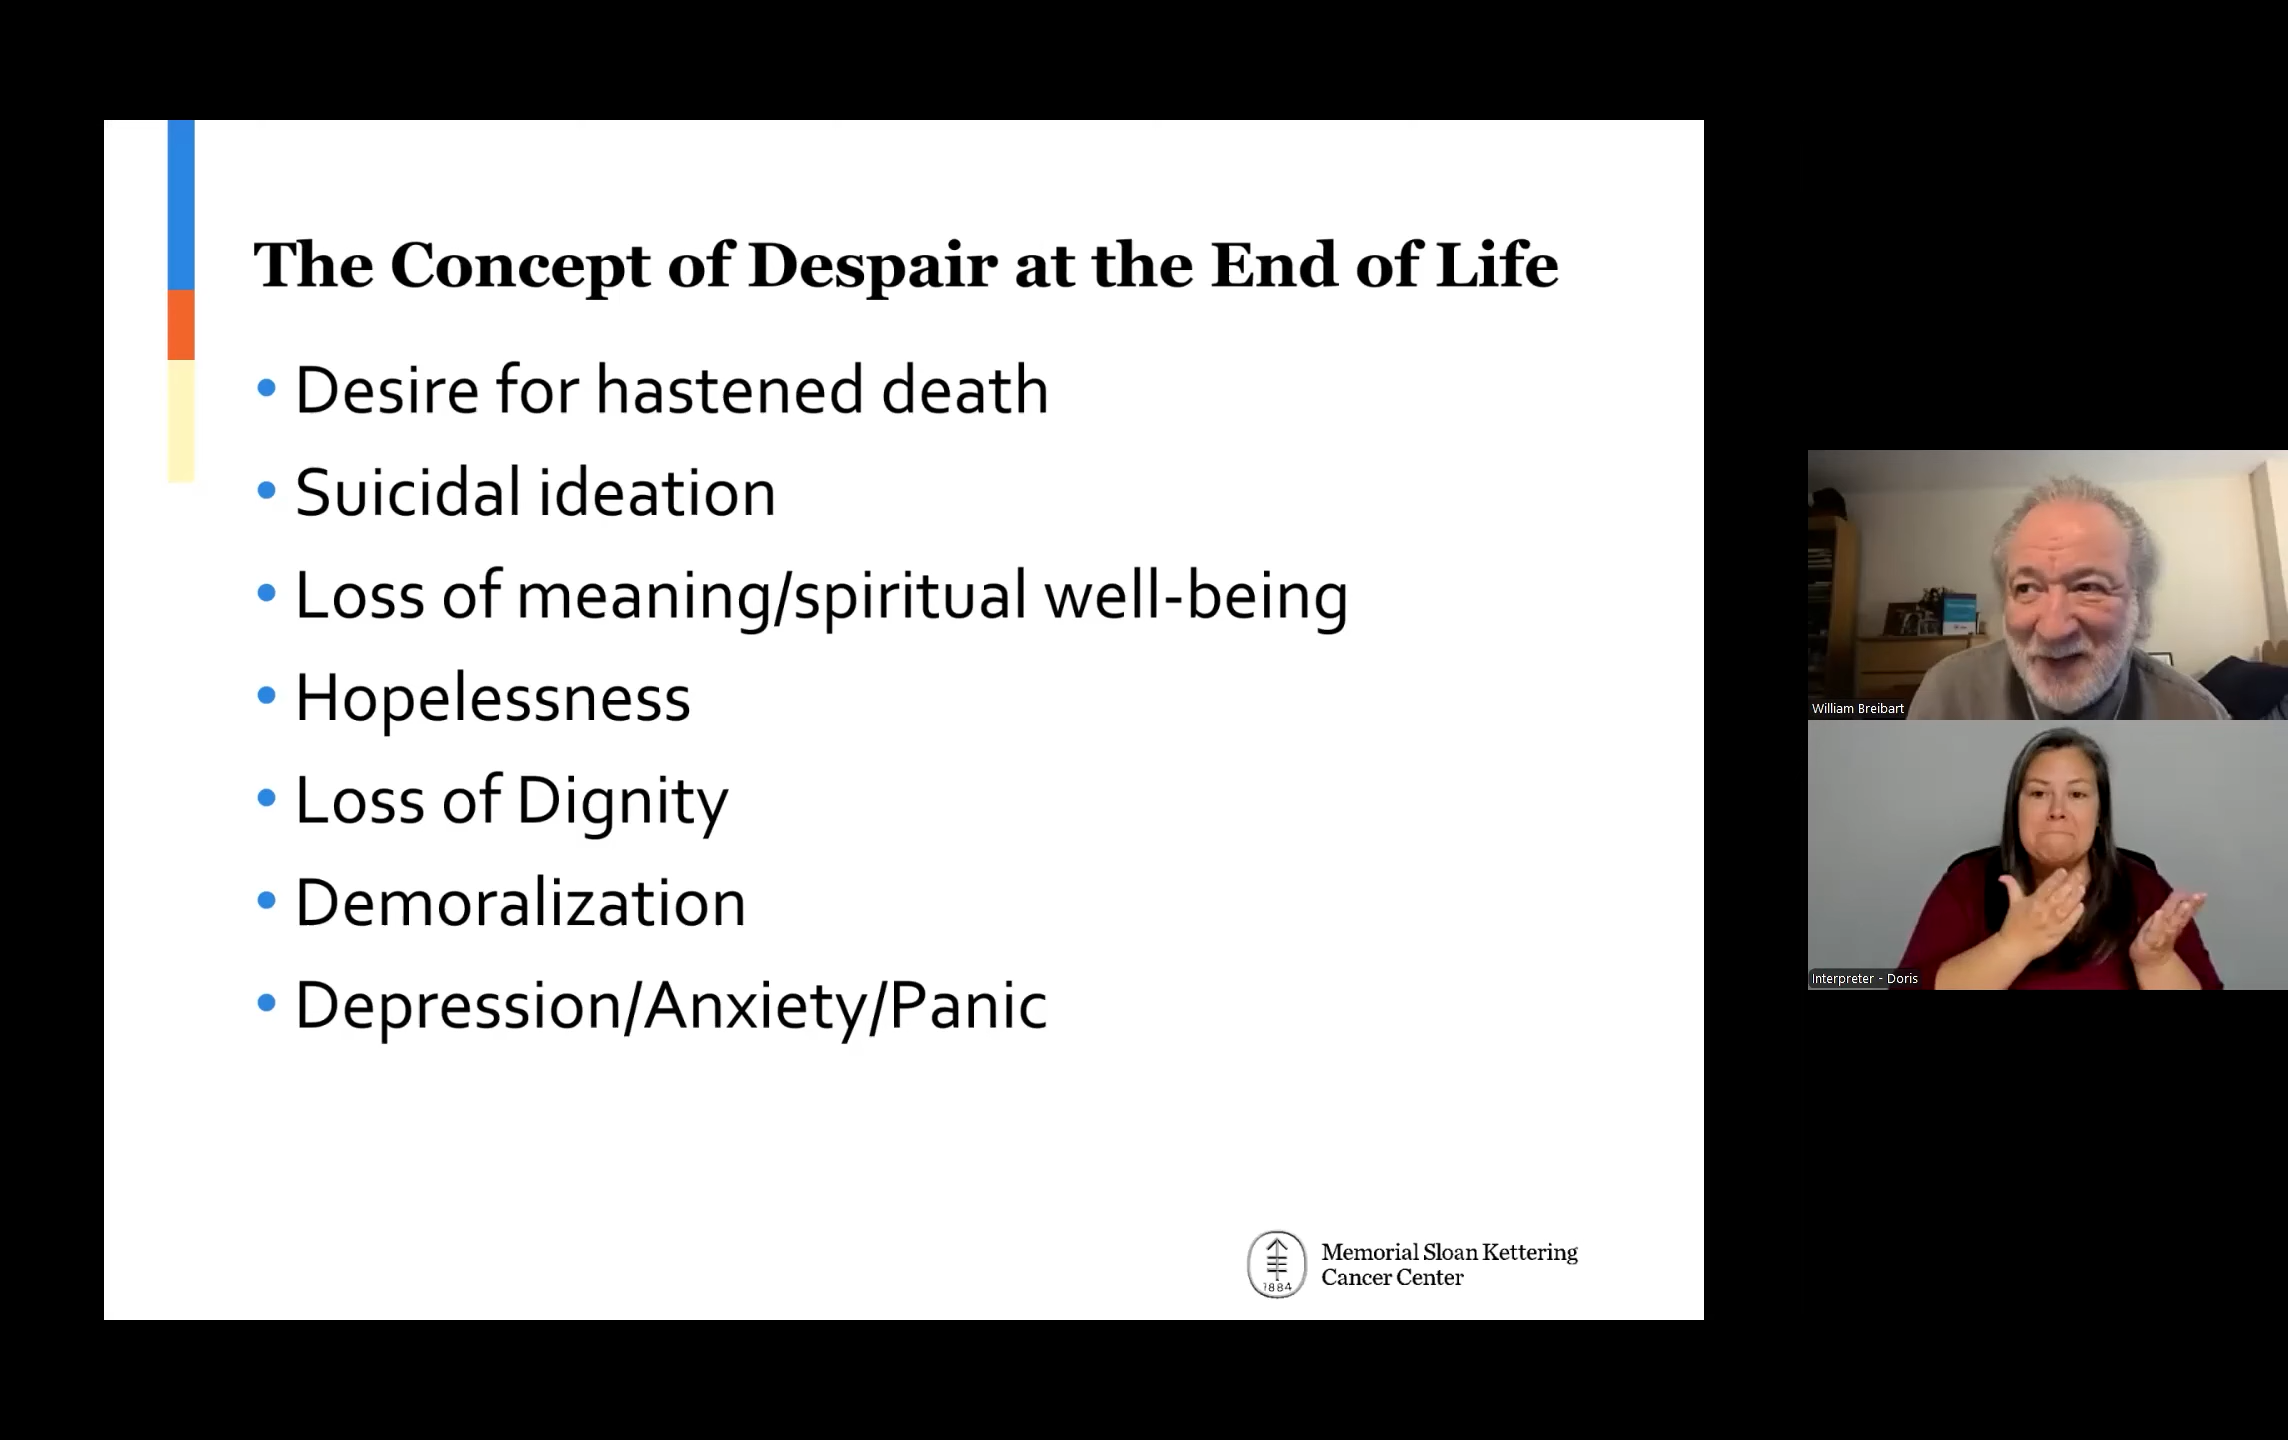 The Concept of Despair at the End of Life
• Desire for hastened death
• Suicidal ideation
• Loss of meaning/spiritual well-being
• Hopelessness
• Loss of Dignity
• Demoralization
• Depression/Anxiety/Panic
1884
Memorial Sloan Kettering
Cancer Center
William Breibart
Interpreter - Doris